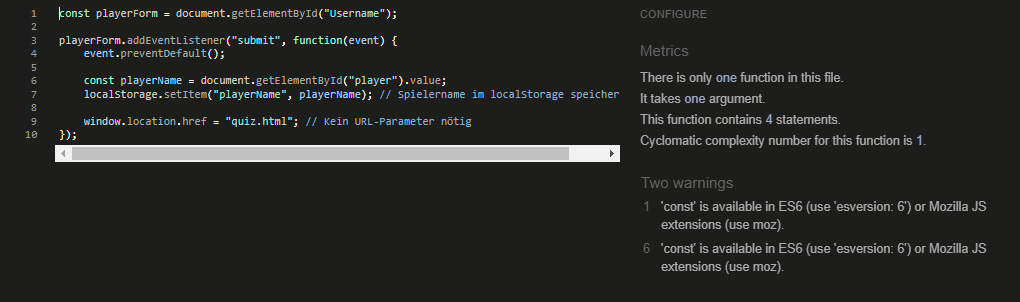 1 const playerForm = document.getElementById("Username");
2
3 playerForm.addEventListener("submit", function(event) {
4 event.preventDefault();
5
6 const playerName = document.getElementById("player").value;
7 localStorage.setItem("playerName", playerName); // Spielername im localStorage speicher
8
9 window.location.href = "quiz.html"; // Kein URL-Parameter nötig
10 });
CONFIGURE
Metrics
There is only one function in this file.
It takes one argument.
This function contains 4 statements.
Cyclomatic complexity number for this function is 1.
Two warnings
1 'const' is available in ES6 (use 'esversion: 6') or Mozilla JS
extensions (use moz).
6 'const' is available in ES6 (use 'esversion: 6') or Mozilla JS
extensions (use moz).